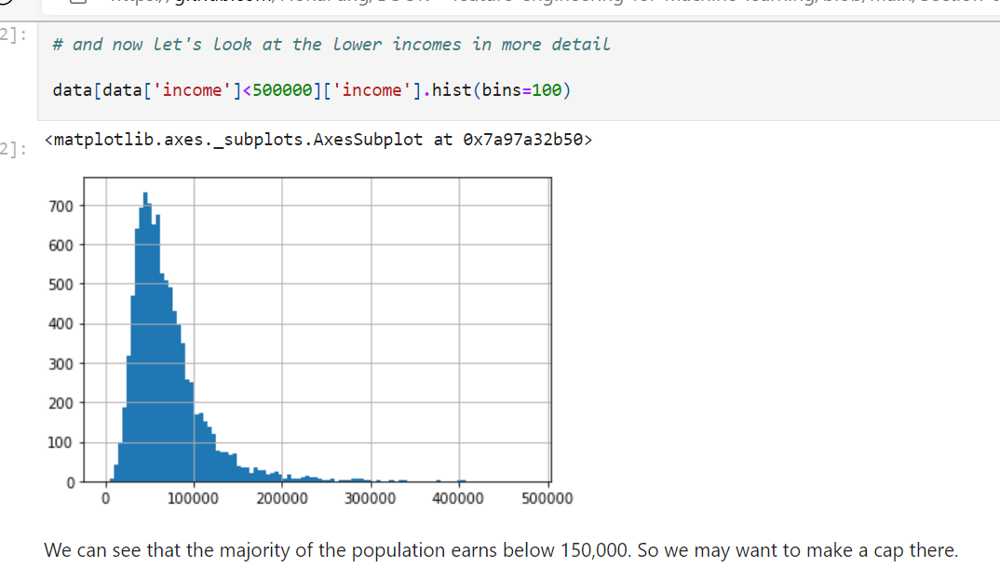 2]:
# and now let's look at the lower incomes in more detail
data[data['income']<500000]['income'].hist(bins=100)
2]:
<matplotlib.axes._subplots.AxesSubplot at 0x7a97a32b50>
700
600
500
400
300
200
100
0
0 100000 200000 300000 400000 500000
We can see that the majority of the population earns below 150,000. So we may want to make a cap there.